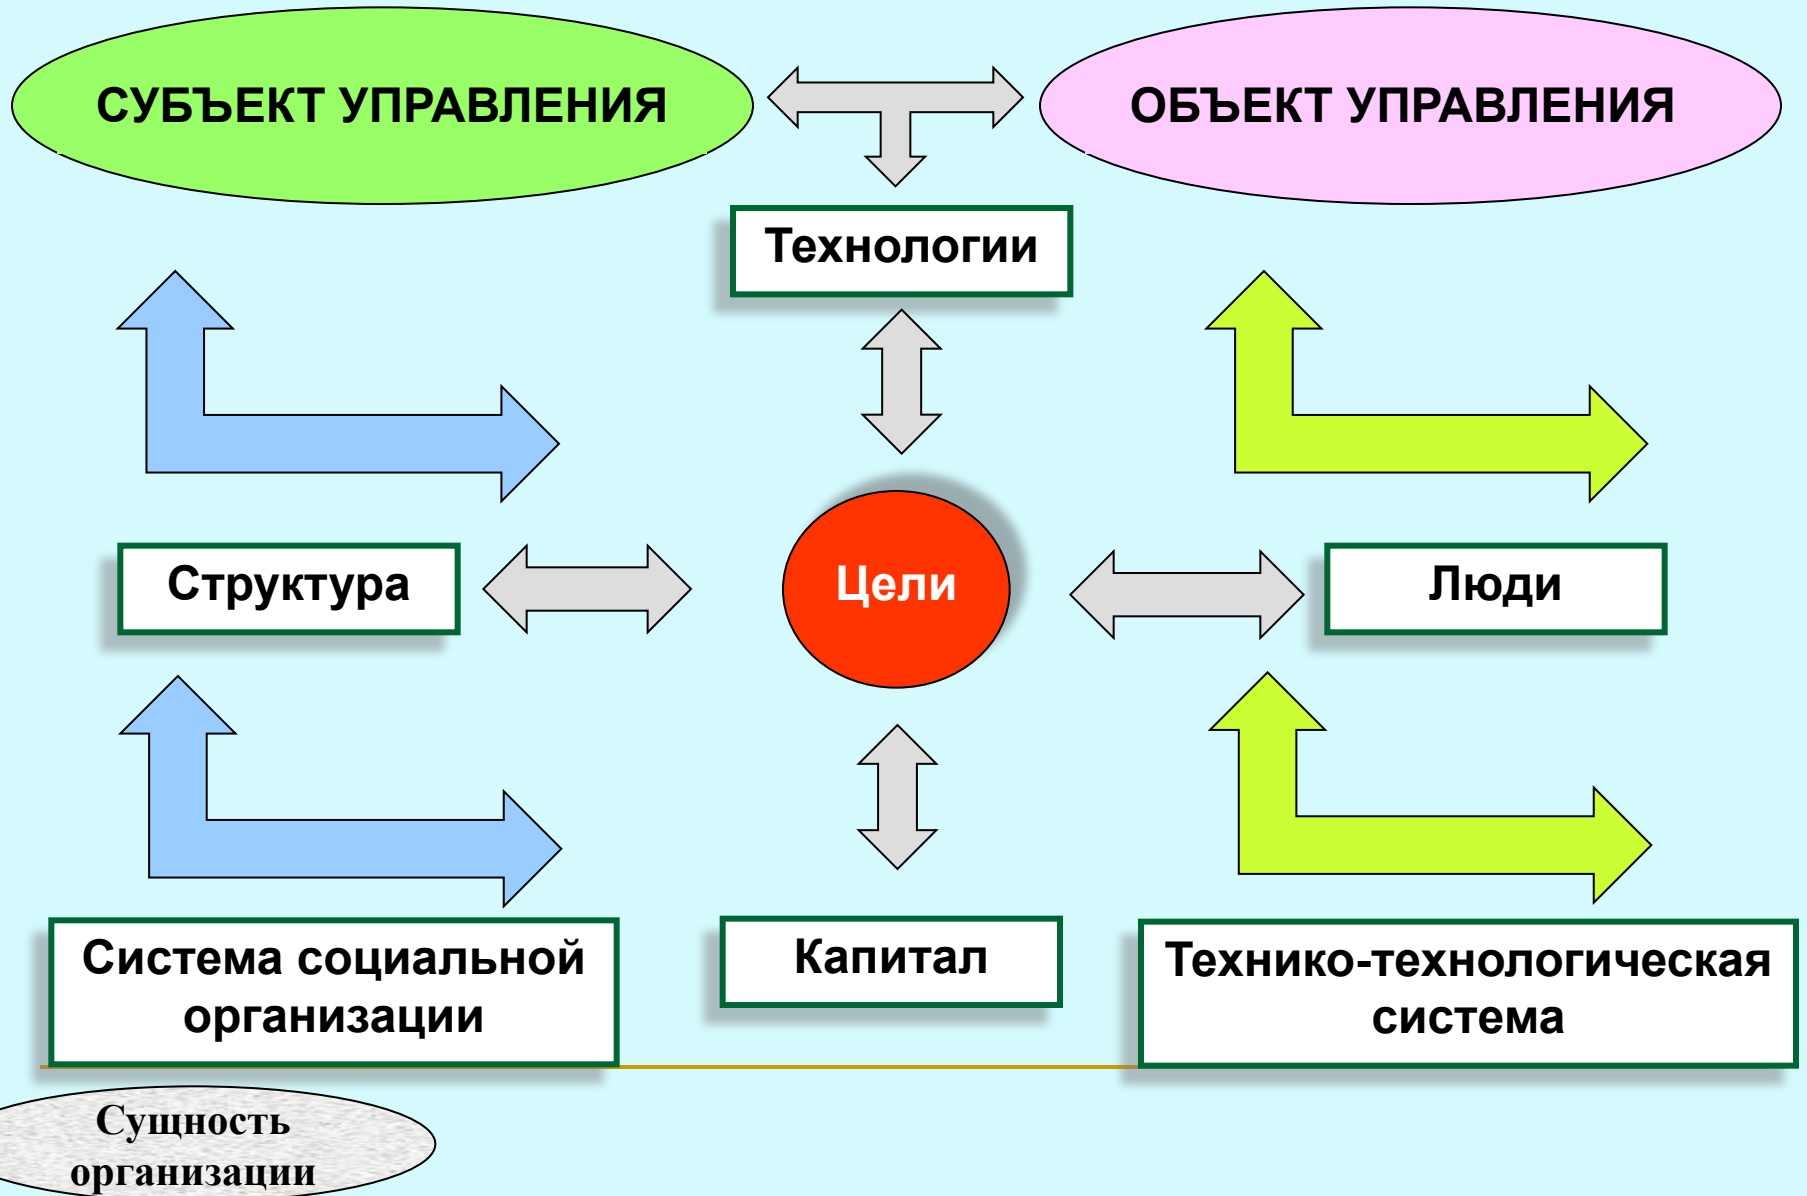 СУБЪЕКТ УПРАВЛЕНИЯ
ОБЪЕКТ УПРАВЛЕНИЯ
Технологии
Структура
Цели
Люди
Система социальной
организации
Капитал
Технико-технологическая
система
Сущность
организации